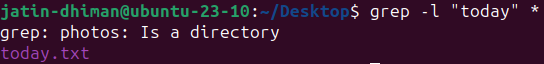 jatin-dhiman@ubuntu-23-10:~/Desktop$ grep -l "today" *
grep: photos: Is a directory
today.txt